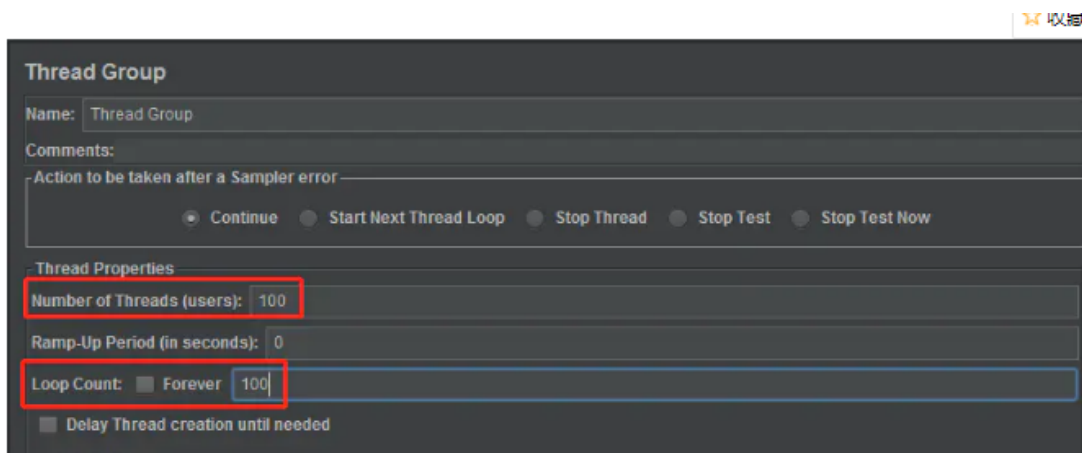 收藏
Thread Group
Name: Thread Group
Comments:
Action to be taken after a Sampler error
Continue Start Next Thread Loop Stop Thread Stop Test Stop Test Now
Thread Properties
Number of Threads (users): 100
Ramp-Up Period (in seconds): 0
Loop Count: Forever 100
Delay Thread creation until needed